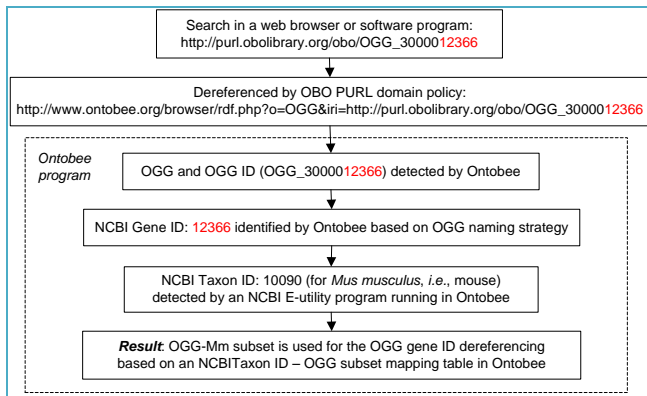 Search in a web browser or software program:
http://purl.obolibrary.org/obo/OGG_3000012366
Dereferenced by OBO PURL domain policy:
http://www.ontobee.org/browser/rdf.php?o=OGG&iri=http://purl.obolibrary.org/obo/OGG_3000012366
Ontobee
program
OGG and OGG ID (OGG_3000012366) detected by Ontobee
NCBI Gene ID: 12366 identified by Ontobee based on OGG naming strategy
NCBI Taxon ID: 10090 (for Mus musculus, i.e., mouse)
detected by an NCBI E-utility program running in Ontobee
Result: OGG-Mm subset is used for the OGG gene ID dereferencing
based on an NCBITaxon ID – OGG subset mapping table in Ontobee